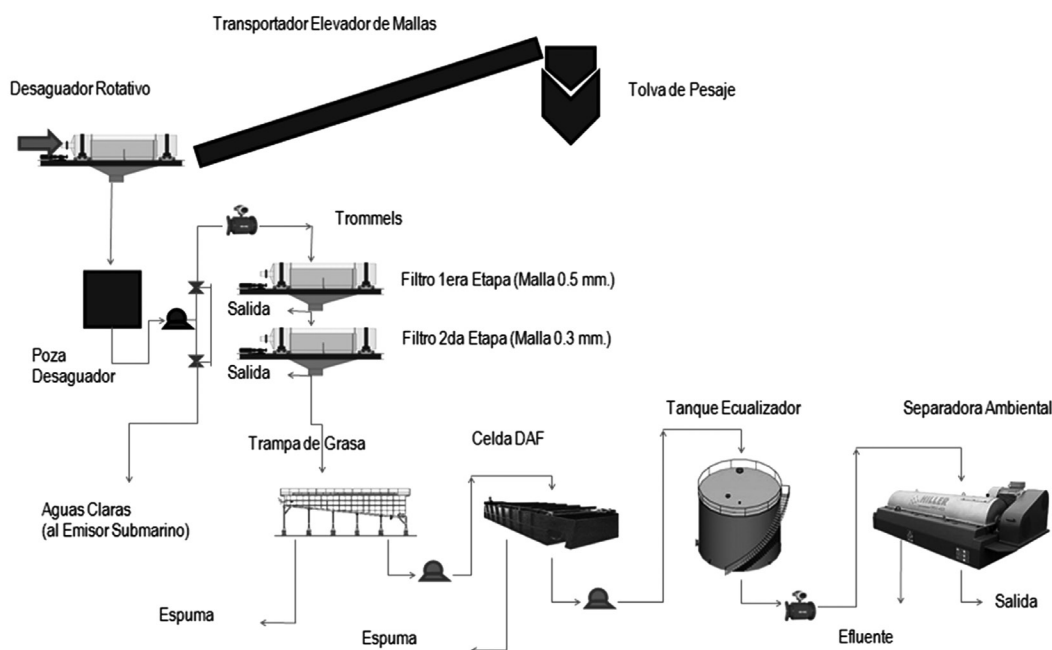 Transportador Elevador de Mallas
Desaguador Rotativo
Tolva de Pesaje
Trommels
Filtro 1era Etapa (Malla 0.5 mm.)
Salida
Filtro 2da Etapa (Malla 0.3 mm.)
Salida
Poza
Desaguador
Trampa de Grasa
Celda DAF
Tanque Ecualizador
Separadora Ambiental
HILLER
Aguas Claras
(al Emisor Submarino)
Espuma
Espuma
Efluente
Salida